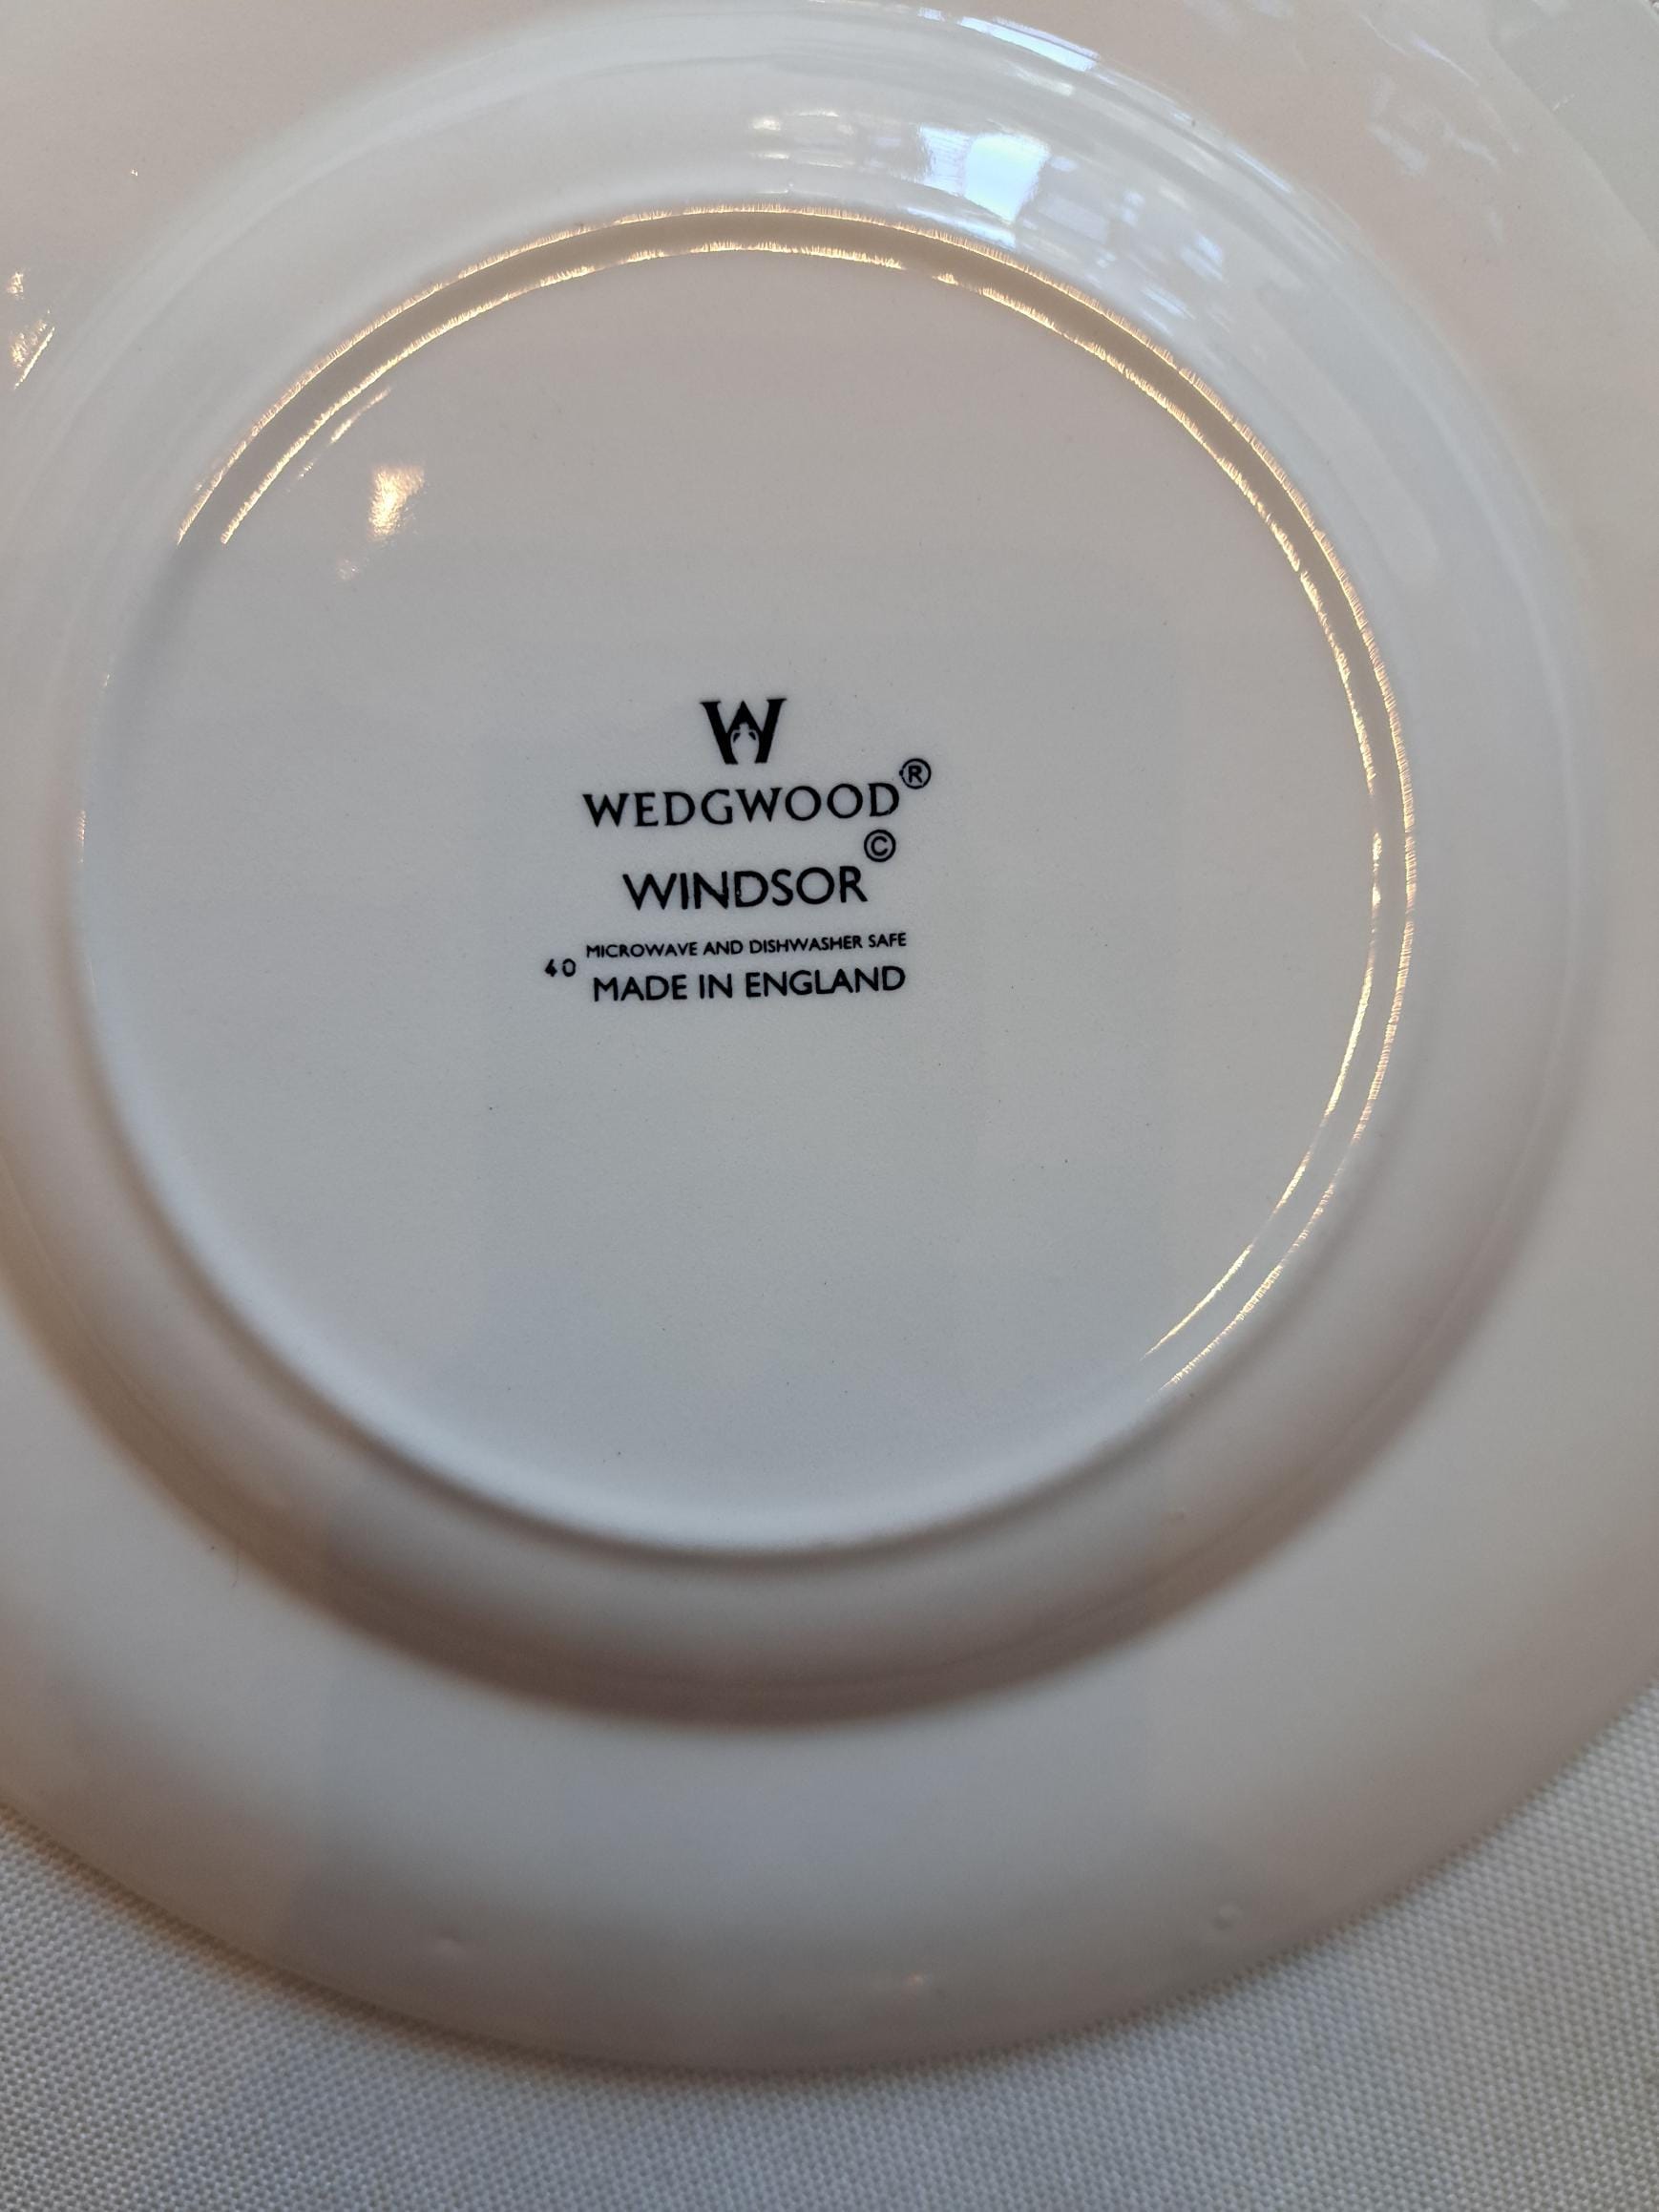 W
WEDGWOOD®
WINDSOR©
MICROWAVE AND DISHWASHER SAFE
40 MADE IN ENGLAND